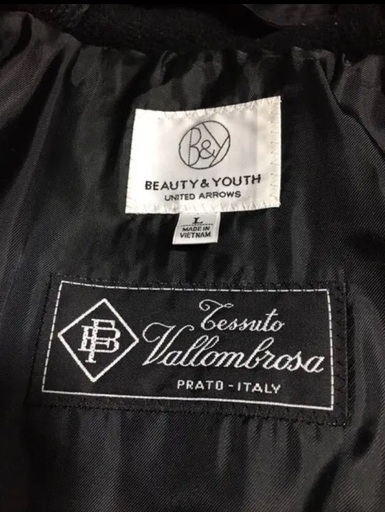 B&Y
BEAUTY & YOUTH
UNITED ARROWS
L
MADE IN
VIETNAM
Tessuto
Vallombrosa
PRATO - ITALY